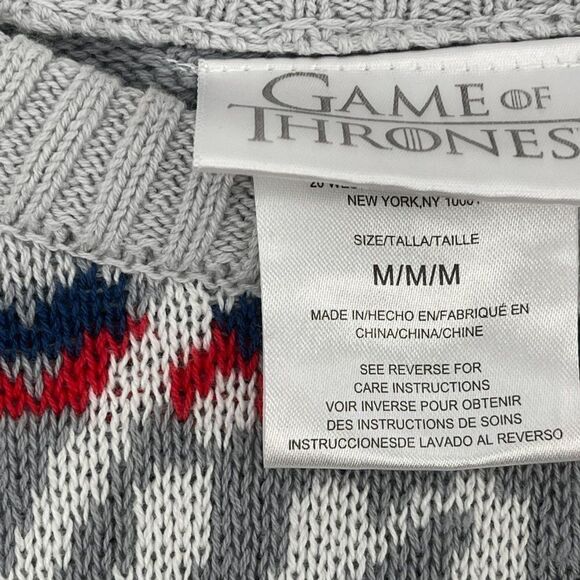 GAME OF
THRONES
NEW YORK,NY 10001
SIZE/TALLA/TAILLE
M/M/M
MADE IN/HECHO EN/FABRIQUÉ EN
CHINA/CHINA/CHINE
SEE REVERSE FOR
CARE INSTRUCTIONS
VOIR INVERSE POUR OBTENIR
DES INSTRUCTIONS DE SOINS
INSTRUCCIONESDE LAVADO AL REVERSO